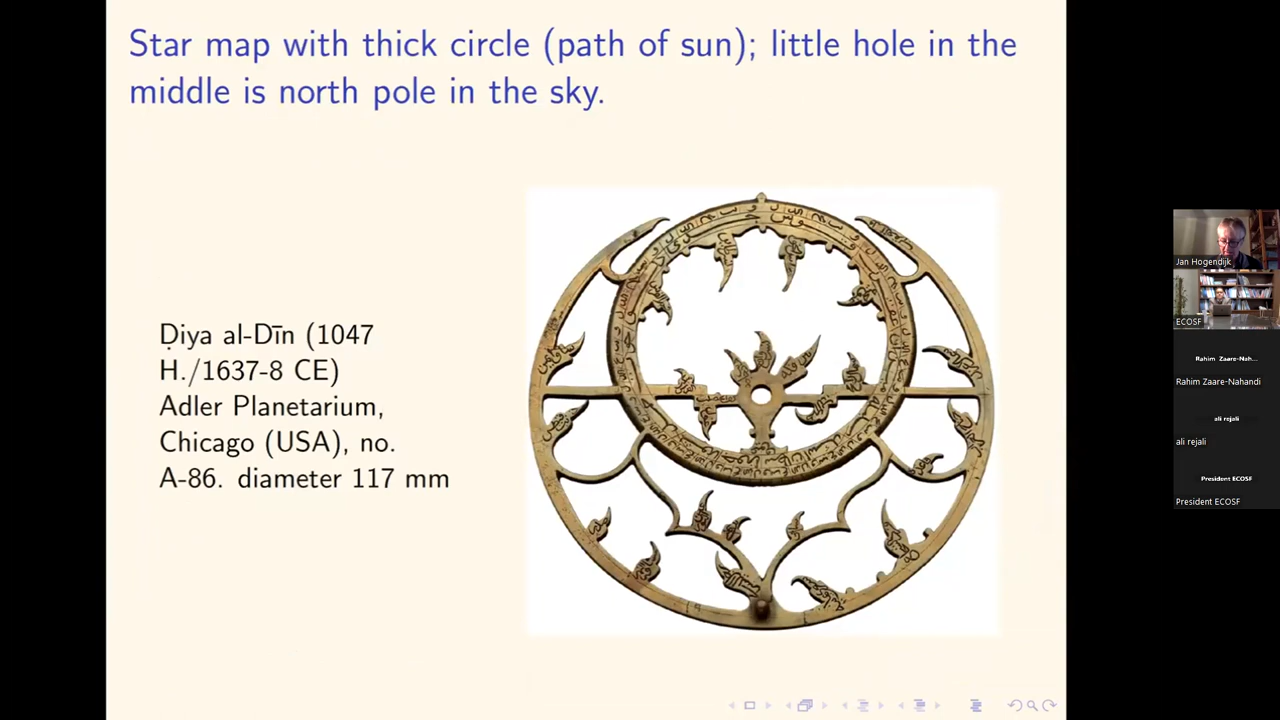 Star map with thick circle (path of sun); little hole in the
middle is north pole in the sky.
Ḍiya al-Dīn (1047
H./1637-8 CE)
Adler Planetarium,
Chicago (USA), no.
A-86. diameter 117 mm
Jan Hogendijk
ECOSF
Rahim Zaare-Nah...
Rahim Zaare-Nahandi
ali rejali
ali rejali
President ECOSF
President ECOSF